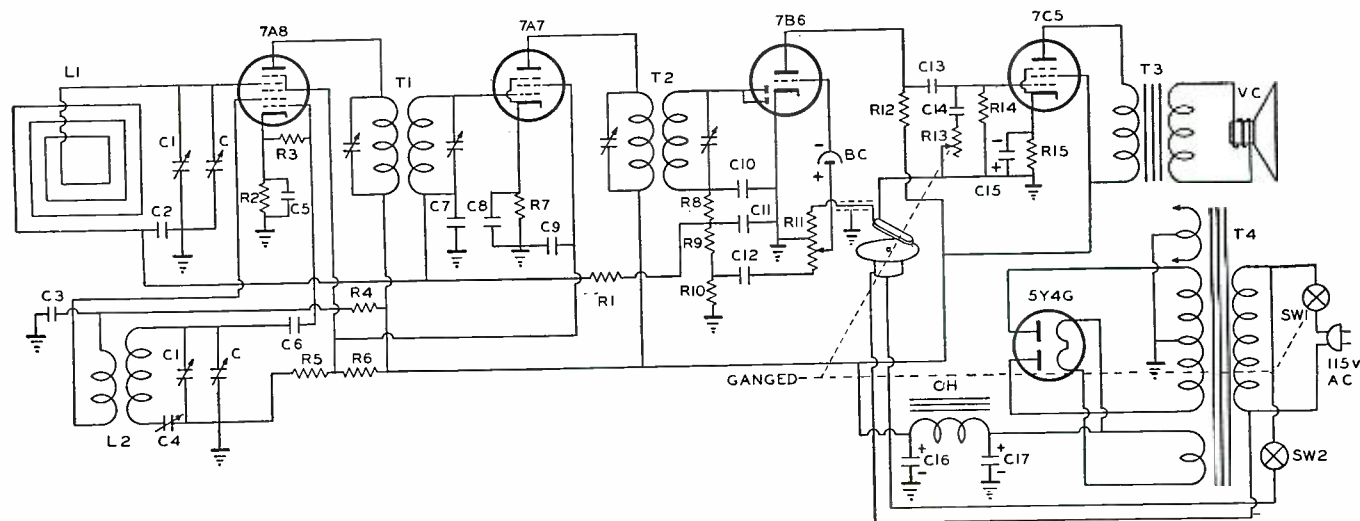 7A8
7A7
7B6
7C5
L1
C1
C
R3
R2
C5
C2
T1
C7
C8
R7
C9
T2
C10
R8
C11
R9
C12
R10
R11
BC
-
+
R12
C13
C14
R13
R14
C15
-
+
R15
T3
VC
T4
C3
R4
R1
C6
C1
C
R5
R6
L2
C4
GANGED
CH
5Y4G
SW1
115V
AC
+
C16
-
+
C17
-
SW2